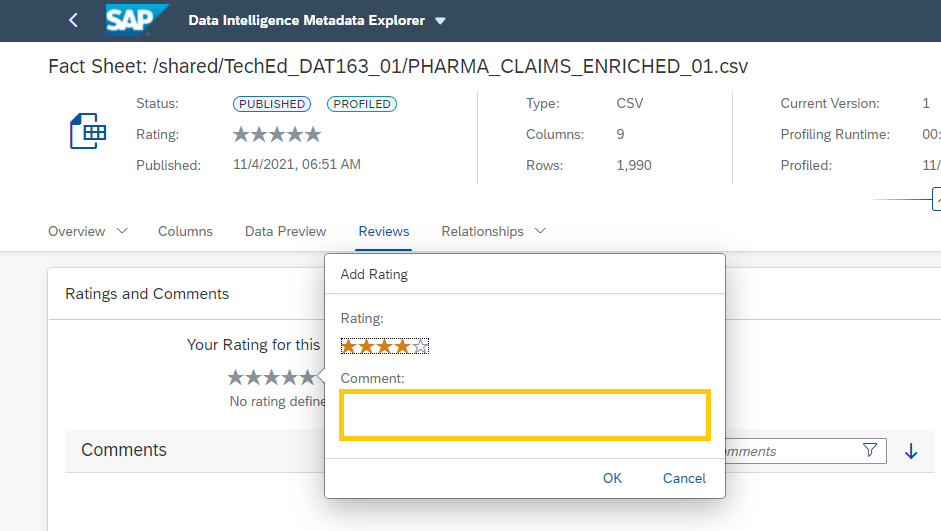 SAP Data Intelligence Metadata Explorer
Fact Sheet: /shared/TechEd_DAT163_01/PHARMA_CLAIMS_ENRICHED_01.csv
Status: PUBLISHED PROFILED Type: CSV Current Version: 1
Rating: Columns: 9 Profiling Runtime: 00:
Published: 11/4/2021, 06:51 AM Rows: 1,990 Profiled: 11/
Overview Columns Data Preview Reviews Relationships
Add Rating
Ratings and Comments
Rating:
Your Rating for this
Comment:
No rating define
Comments
mments
OK Cancel